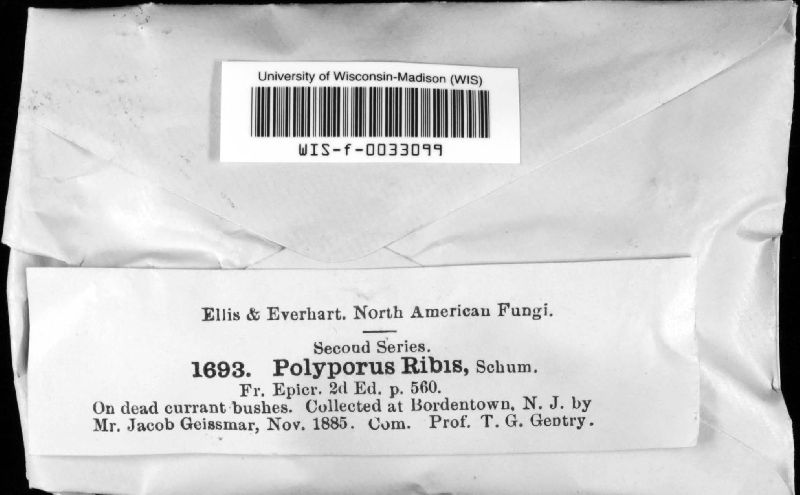 University of Wisconsin-Madison (WIS)
WIS-f-0033099
Ellis & Everhart. North American Fungi.
Second Series.
1693. Polyporus Ribis, Schum.
Fr. Epicr. 2d Ed. p. 560.
On dead currant bushes. Collected at Bordentown, N. J. by
Mr. Jacob Geissmar, Nov. 1885. Com. Prof. T. G. Gentry.